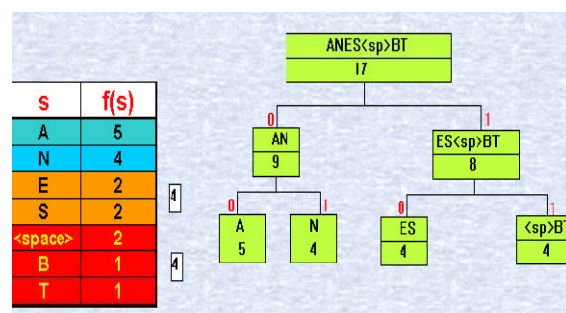 s f(s)
A 5
N 4
E 2
S 2
<space> 2
B 1
T 1
4
4
ANES<sp>BT
17
0 1
AN
9
ES<sp>BT
8
0 1
0 1
A
5
N
4
ES
4
<sp>BT
4